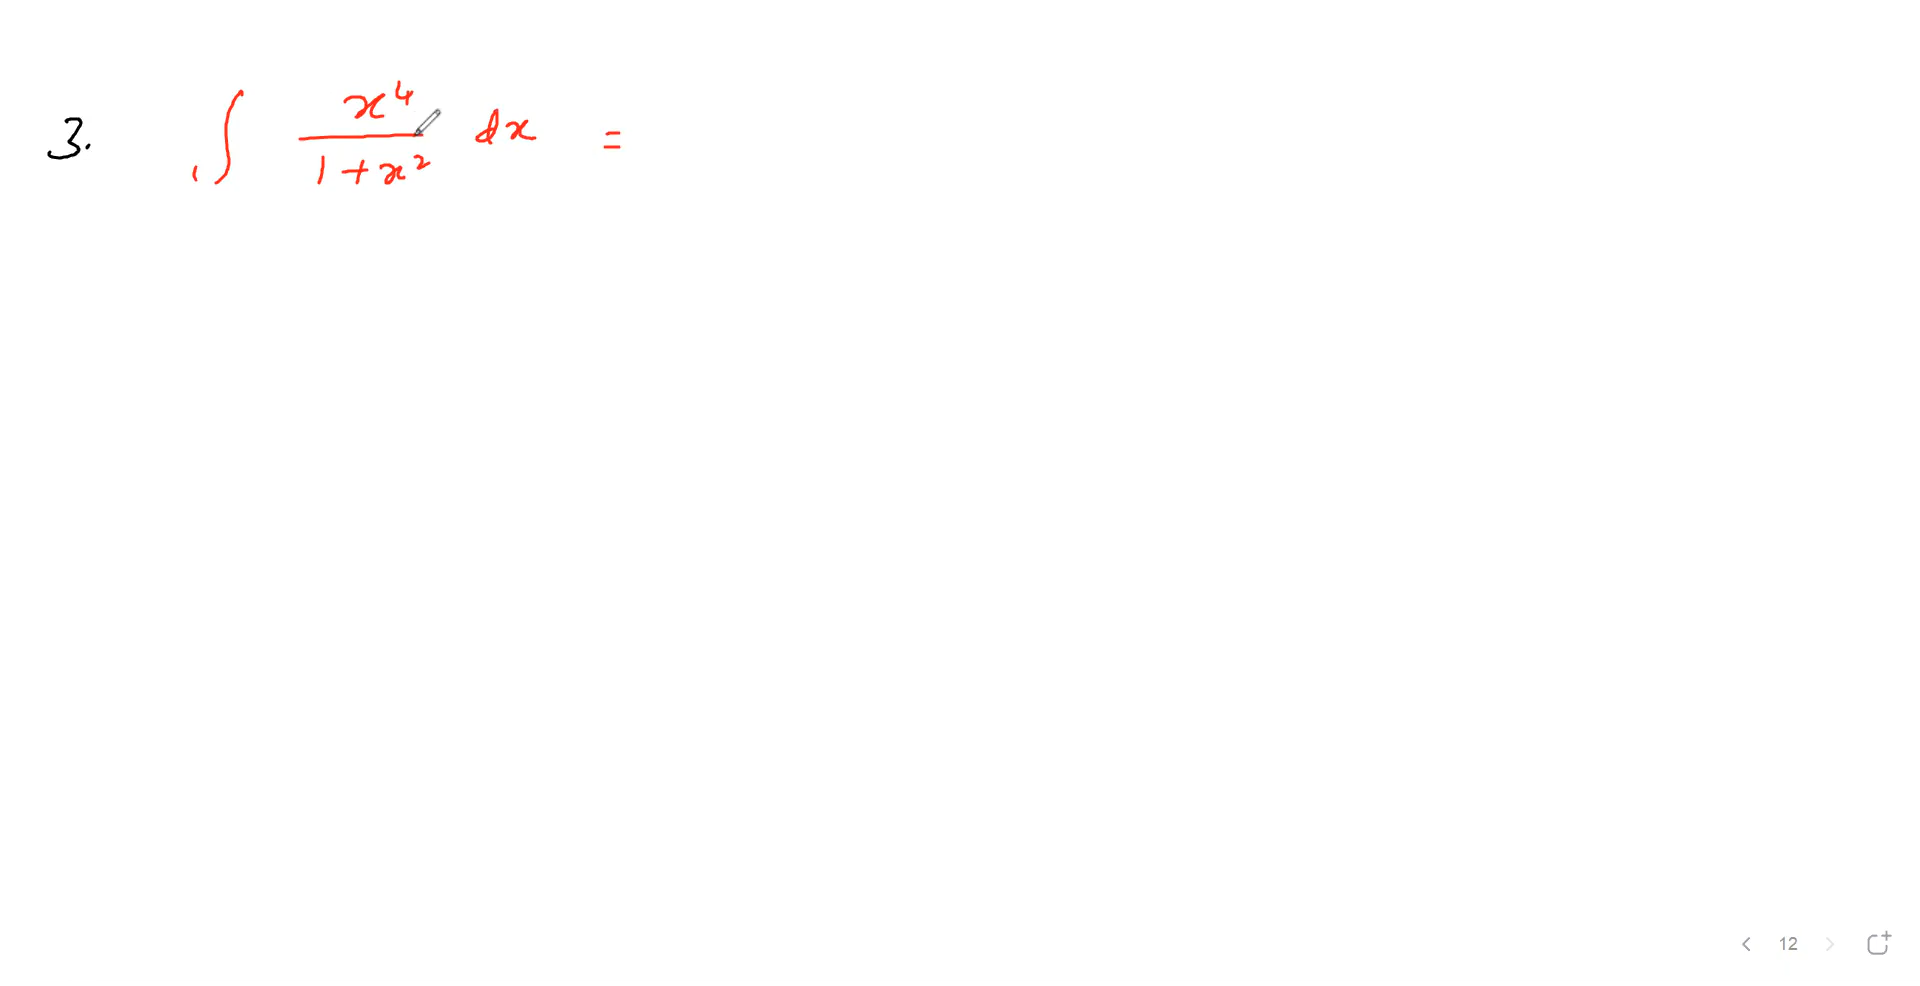 3. ∫ x⁴/(1+x²) dx =
12